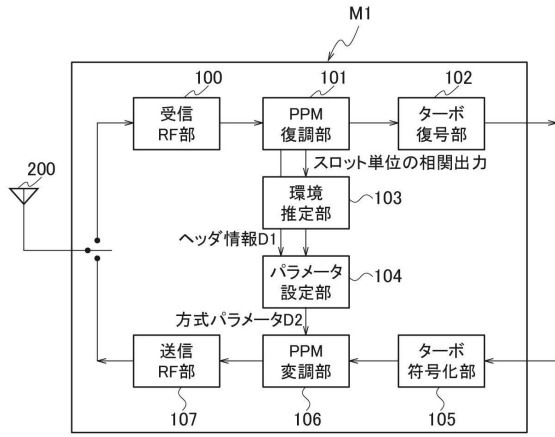 M1
100
101
102
受信
RF部
PPM
復調部
ターボ
復号部
スロット単位の相関出力
200
環境
推定部
103
ヘッダ情報D1
パラメータ
設定部
104
方式パラメータD2
送信
RF部
PPM
変調部
ターボ
符号化部
107
106
105